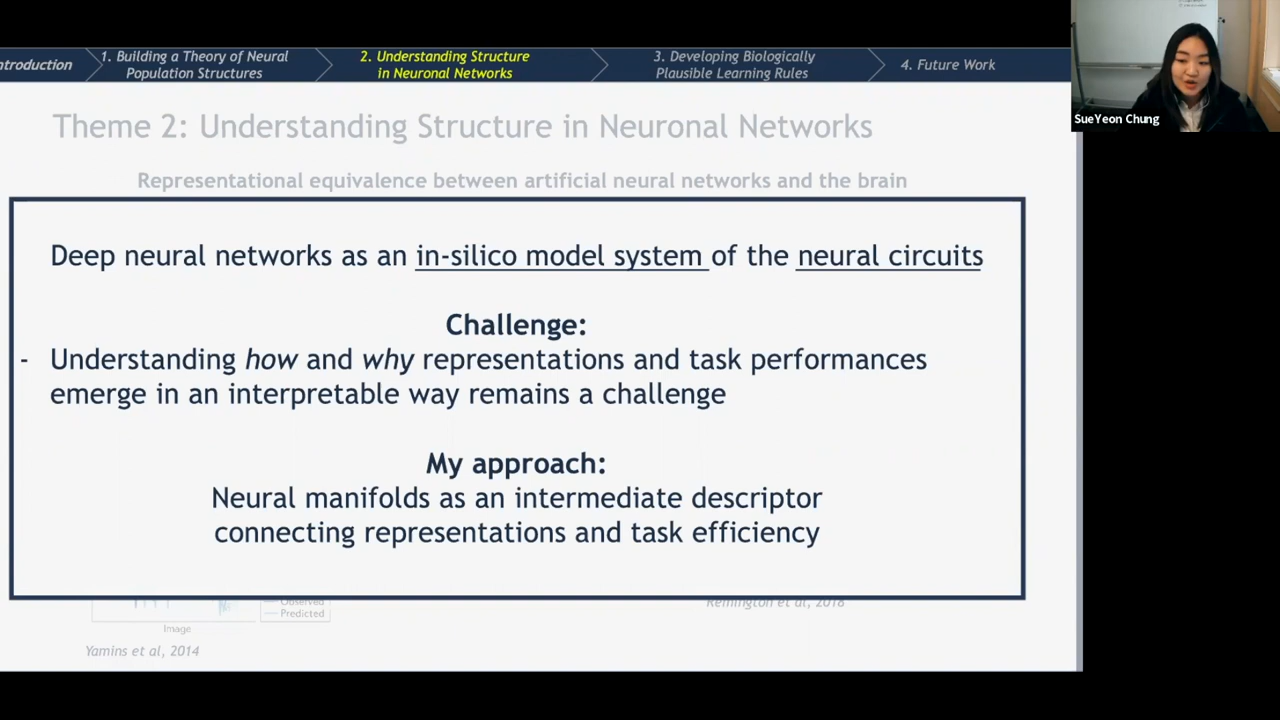 ntroduction
1. Building a Theory of Neural
Population Structures
2. Understanding Structure
in Neuronal Networks
3. Developing Biologically
Plausible Learning Rules
4. Future Work
SueYeon Chung
Theme 2: Understanding Structure in Neuronal Networks
Representational equivalence between artificial neural networks and the brain
Deep neural networks as an in-silico model system of the neural circuits
Challenge:
- Understanding how and why representations and task performances
emerge in an interpretable way remains a challenge
My approach:
Neural manifolds as an intermediate descriptor
connecting representations and task efficiency
Observed
Predicted
Image
Remington et al, 2018
Yamins et al, 2014